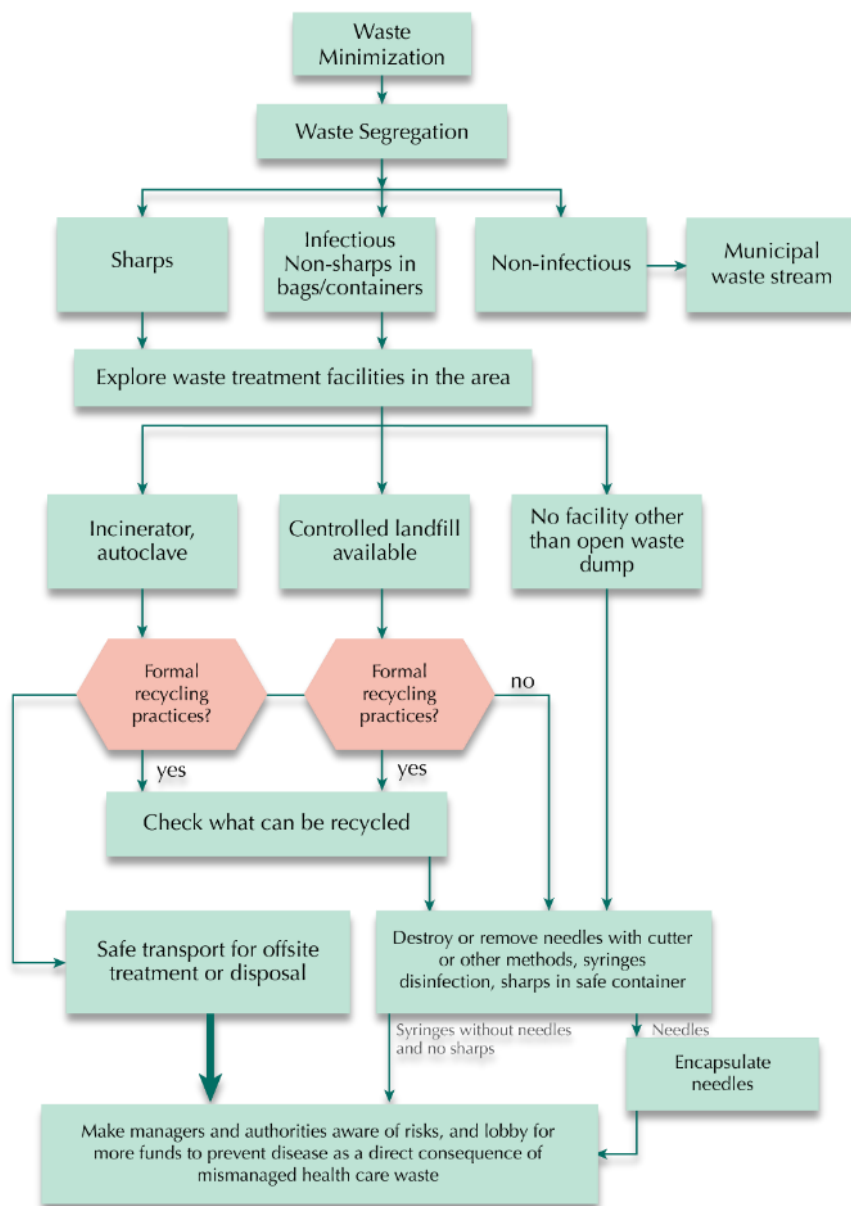 Waste
Minimization
Waste Segregation
Sharps
Infectious
Non-sharps in
bags/containers
Non-infectious
Municipal
waste stream
Explore waste treatment facilities in the area
Incinerator,
autoclave
Controlled landfill
available
No facility other
than open waste
dump
Formal
recycling
practices?
Formal
recycling
practices?
no
yes
yes
Check what can be recycled
Safe transport for offsite
treatment or disposal
Destroy or remove needles with cutter
or other methods, syringes
disinfection, sharps in safe container
Syringes without needles
and no sharps
Needles
Encapsulate
needles
Make managers and authorities aware of risks, and lobby for
more funds to prevent disease as a direct consequence of
mismanaged health care waste